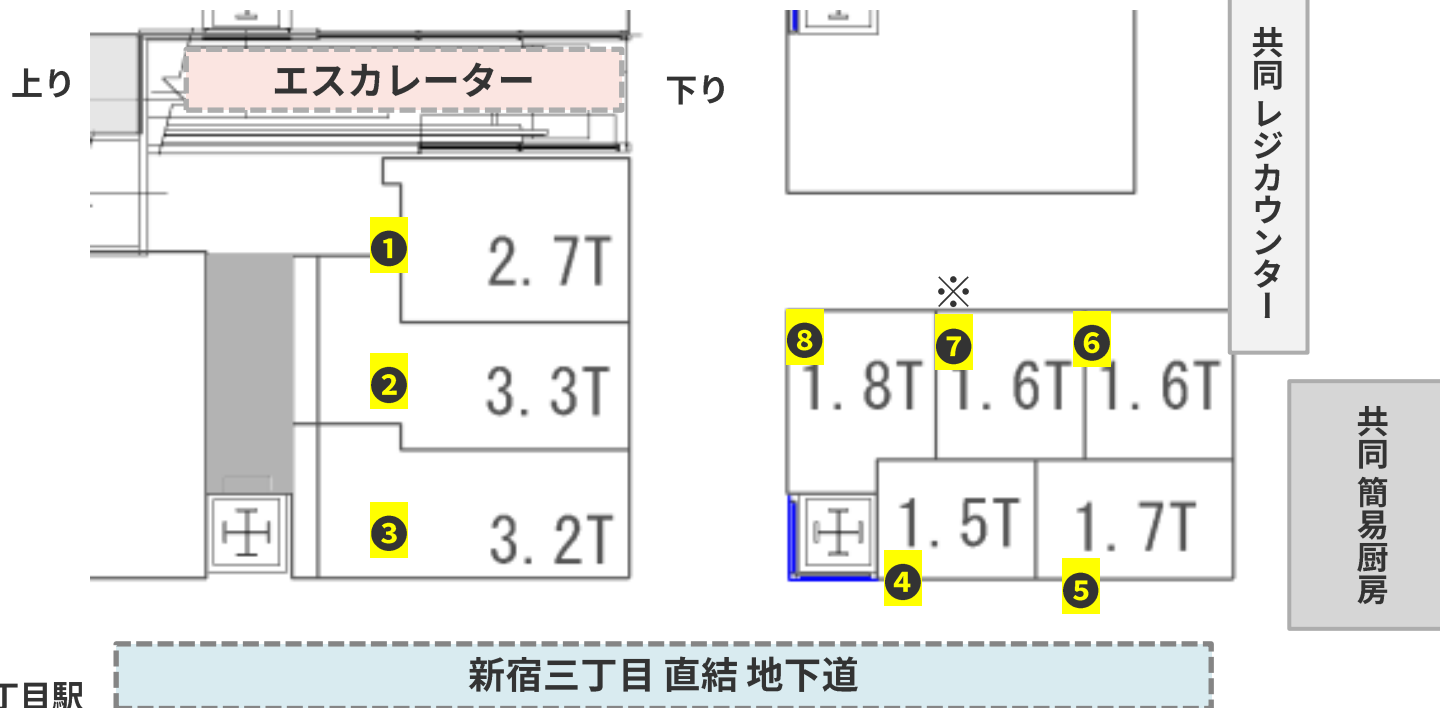 上り
エスカレーター
下り
共同 レジカウンター
❶
2. 7T
❷
3. 3T
❸
3. 2T
※
❽
1. 8T
❼
1. 6T
❻
1. 6T
❹
1. 5T
❺
1. 7T
共同 簡易厨房
新宿三丁目 直結 地下道
丁目駅